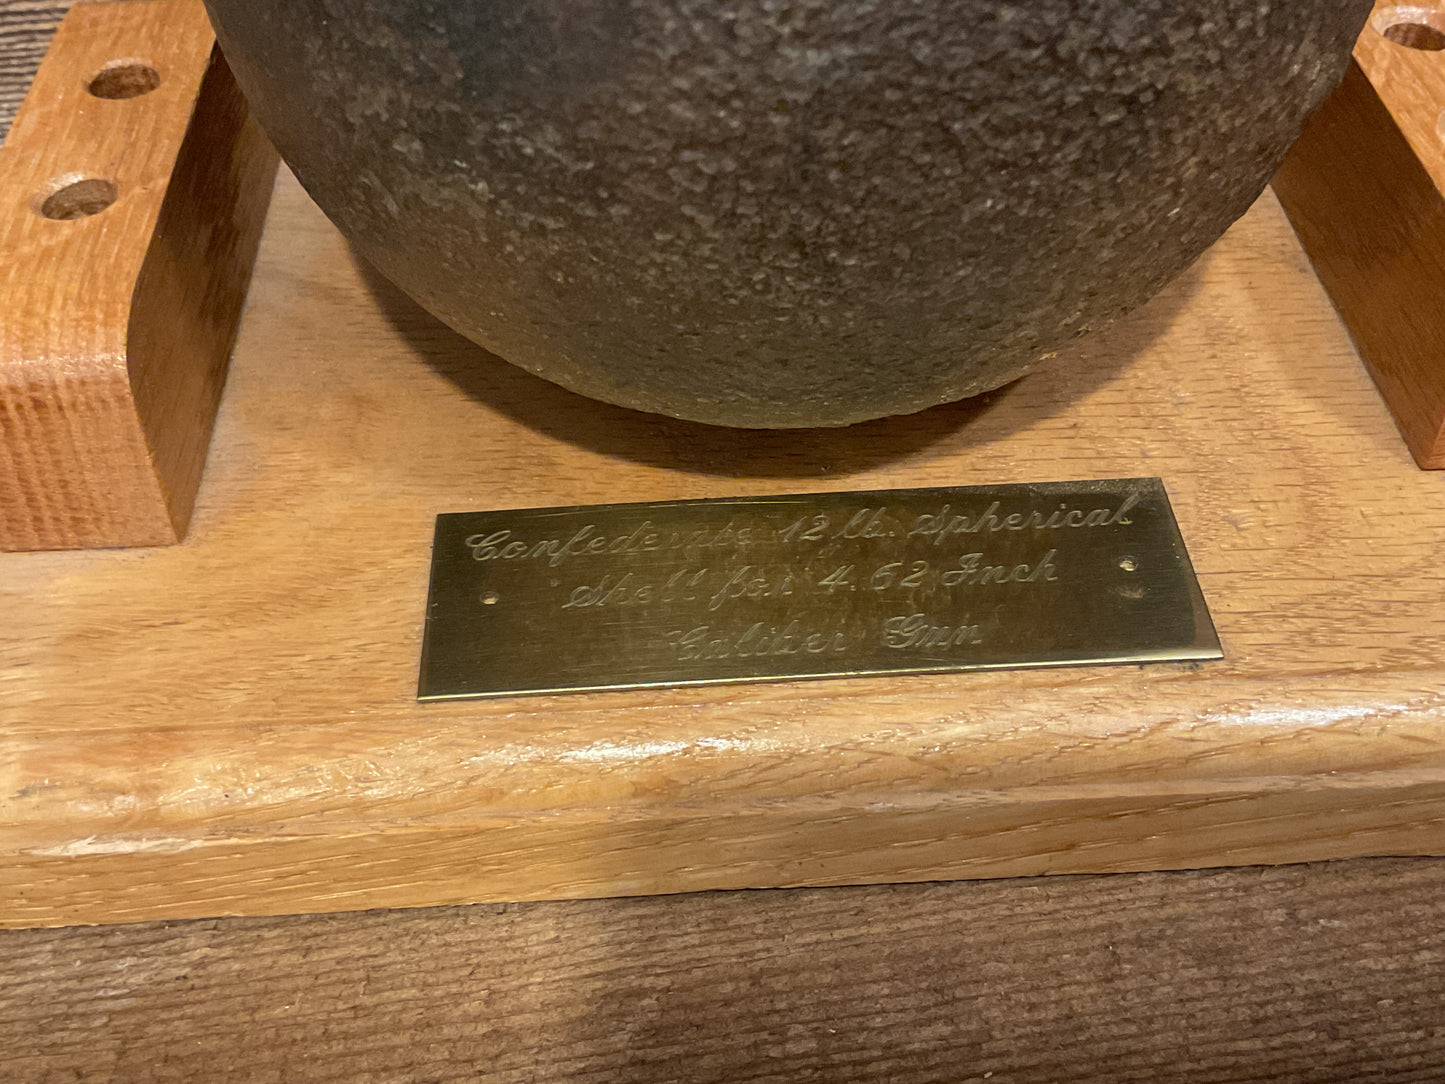 Confederate 12 lb. Spherical
Shell for 4.62 Inch
Caliber Gun